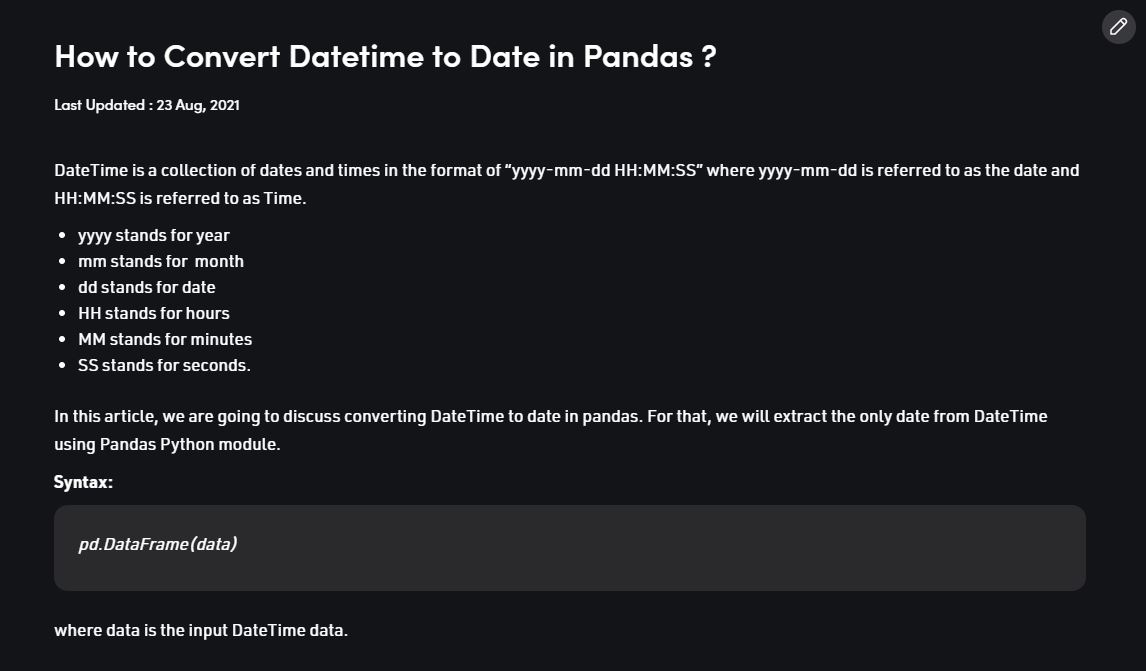 How to Convert Datetime to Date in Pandas ?
Last Updated : 23 Aug, 2021
DateTime is a collection of dates and times in the format of “yyyy-mm-dd HH:MM:SS” where yyyy-mm-dd is referred to as the date and
HH:MM:SS is referred to as Time.
• yyyy stands for year
• mm stands for  month
• dd stands for date
• HH stands for hours
• MM stands for minutes
• SS stands for seconds.
In this article, we are going to discuss converting DateTime to date in pandas. For that, we will extract the only date from DateTime
using Pandas Python module.
Syntax:
pd.DataFrame(data)
where data is the input DateTime data.